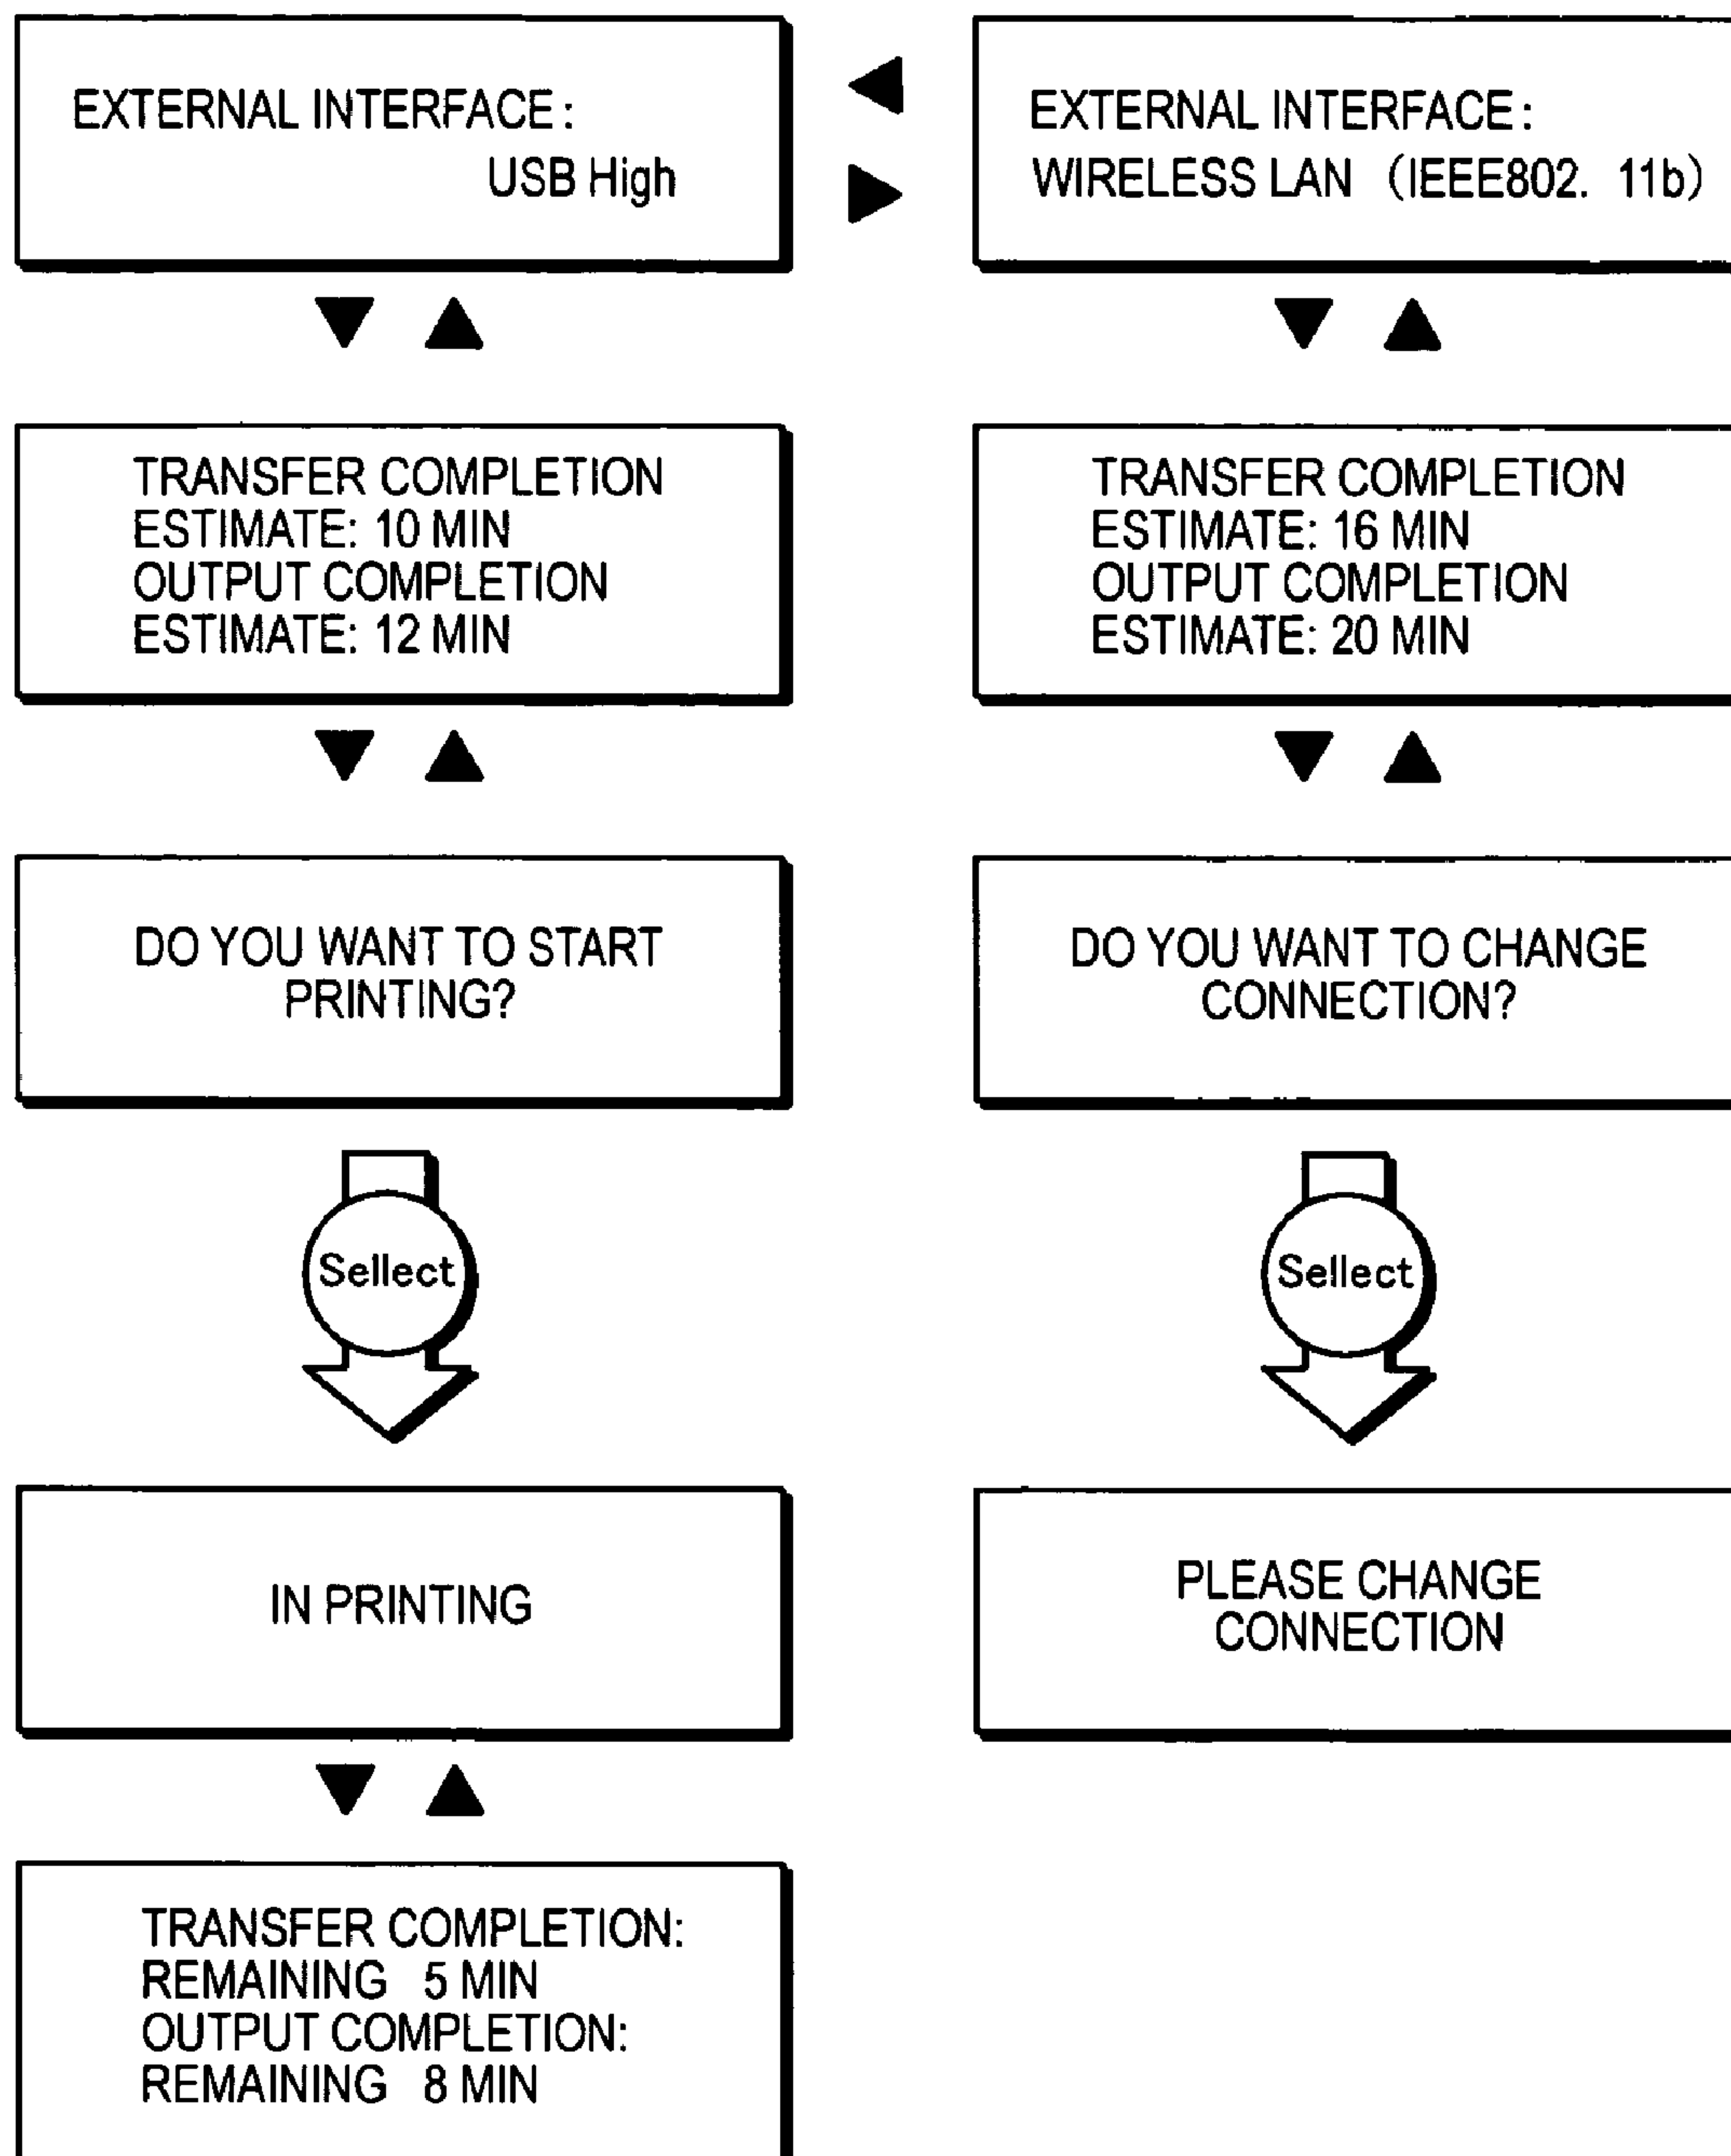 EXTERNAL INTERFACE:
USB High
EXTERNAL INTERFACE:
WIRELESS LAN (IEEE802. 11b)
TRANSFER COMPLETION
ESTIMATE: 10 MIN
OUTPUT COMPLETION
ESTIMATE: 12 MIN
TRANSFER COMPLETION
ESTIMATE: 16 MIN
OUTPUT COMPLETION
ESTIMATE: 20 MIN
DO YOU WANT TO START
PRINTING?
DO YOU WANT TO CHANGE
CONNECTION?
Sellect
Sellect
IN PRINTING
PLEASE CHANGE
CONNECTION
TRANSFER COMPLETION:
REMAINING 5 MIN
OUTPUT COMPLETION:
REMAINING 8 MIN